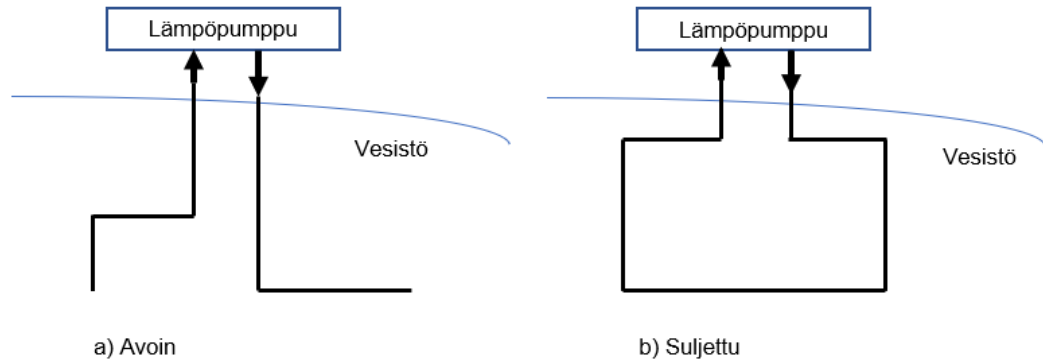 Lämpöpumppu
Vesistö
a) Avoin
Lämpöpumppu
Vesistö
b) Suljettu